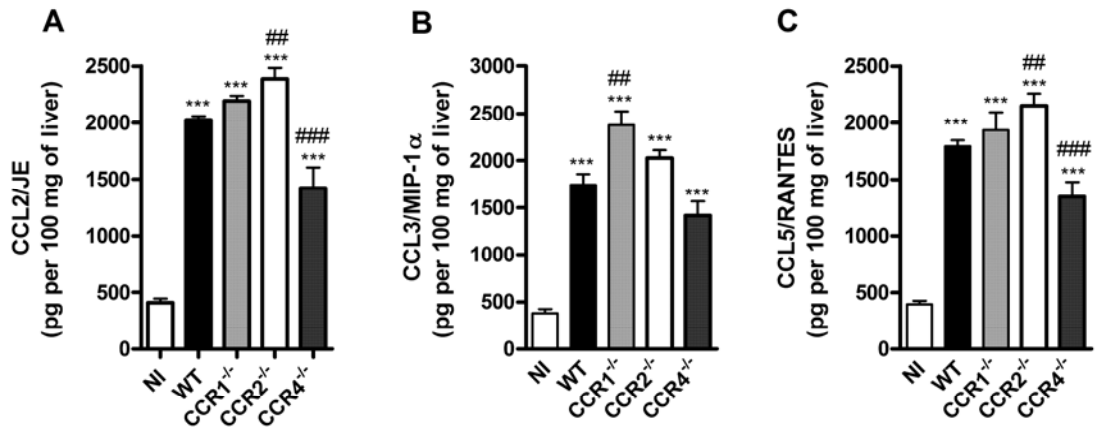 A
CCL2/JE
(pg per 100 mg of liver)
2500
2000
1500
1000
500
0
***
***
##
***
###
***
NI
WT
CCR1-/-
CCR2-/-
CCR4-/-
B
CCL3/MIP-1α
(pg per 100 mg of liver)
3000
2500
2000
1500
1000
500
0
***
##
***
***
***
NI
WT
CCR1-/-
CCR2-/-
CCR4-/-
C
CCL5/RANTES
(pg per 100 mg of liver)
2500
2000
1500
1000
500
0
***
***
##
***
###
***
NI
WT
CCR1-/-
CCR2-/-
CCR4-/-